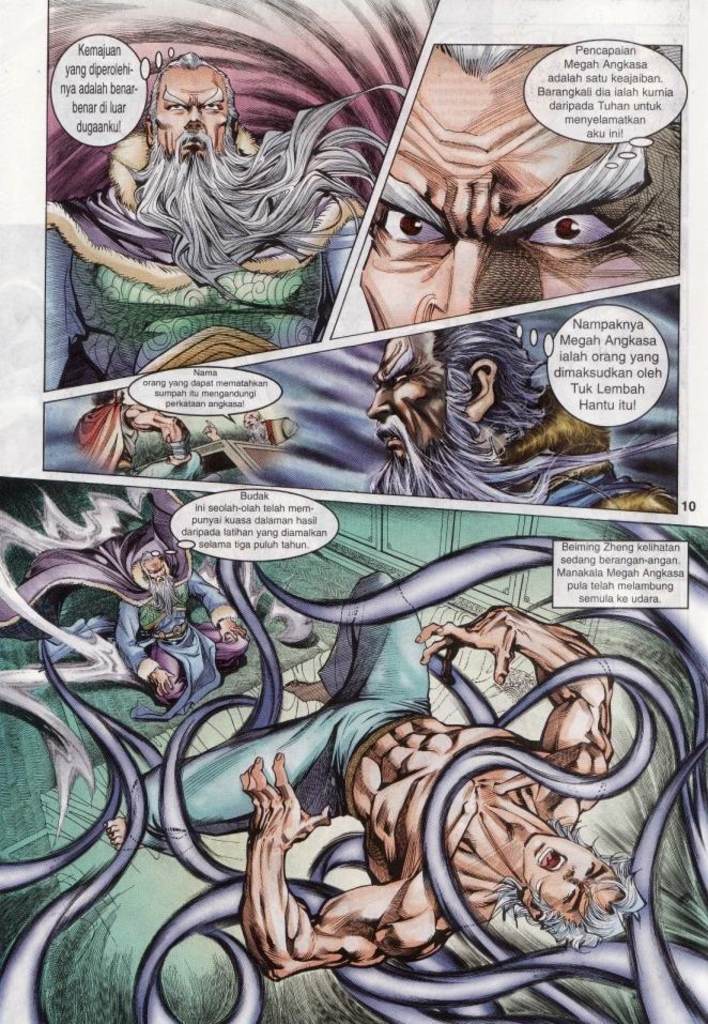 Kemajuan
yang diperolehi-
nya adalah benar-
benar di luar
dugaanku!
Pencapaian
Megah Angkasa
adalah satu keajaiban.
Barangkali dia ialah kurnia
daripada Tuhan untuk
menyelamatkan
aku ini!
Nampaknya
Megah Angkasa
ialah orang yang
dimaksudkan oleh
Tuk Lembah
Hantu itu!
Nama
orang yang dapat mematahkan
sumpah itu mengandungi
perkataan angkasa!
10
Budak
ini seolah-olah telah mem-
punyai kuasa dalaman hasil
daripada latihan yang diamalkan
selama tiga puluh tahun.
Beiming Zheng kelihatan
sedang berangan-angan.
Manakala Megah Angkasa
pula telah melambung
semula ke udara.